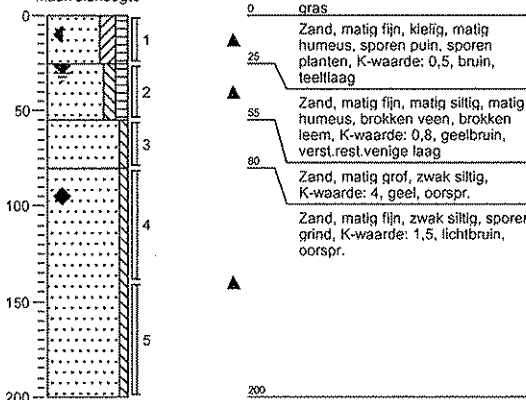 Maaiveldhoogte
0
50
100
150
200
1
2
3
4
5
0
gras
Zand, matig fijn, kleiïg, matig
humeus, sporen puin, sporen
planten, K-waarde: 0,5, bruin,
teeltlaag
25
Zand, matig fijn, matig siltig, matig
humeus, brokken veen, brokken
leem, K-waarde: 0,8, geelbruin,
verst.rest.venige laag
55
Zand, matig grof, zwak siltig,
K-waarde: 4, geel, oorspr.
80
Zand, matig fijn, zwak siltig, sporen
grind, K-waarde: 1,5, lichtbruin,
oorspr.
200